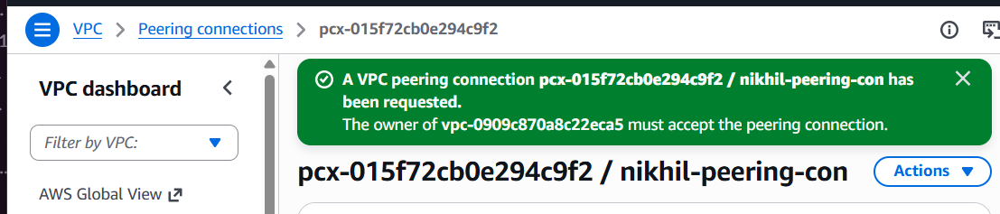 VPC > Peering connections > pcx-015f72cb0e294c9f2
VPC dashboard
Filter by VPC:
AWS Global View
A VPC peering connection pcx-015f72cb0e294c9f2 / nikhil-peering-con has
been requested.
The owner of vpc-0909c870a8c22eca5 must accept the peering connection.
pcx-015f72cb0e294c9f2 / nikhil-peering-con
Actions